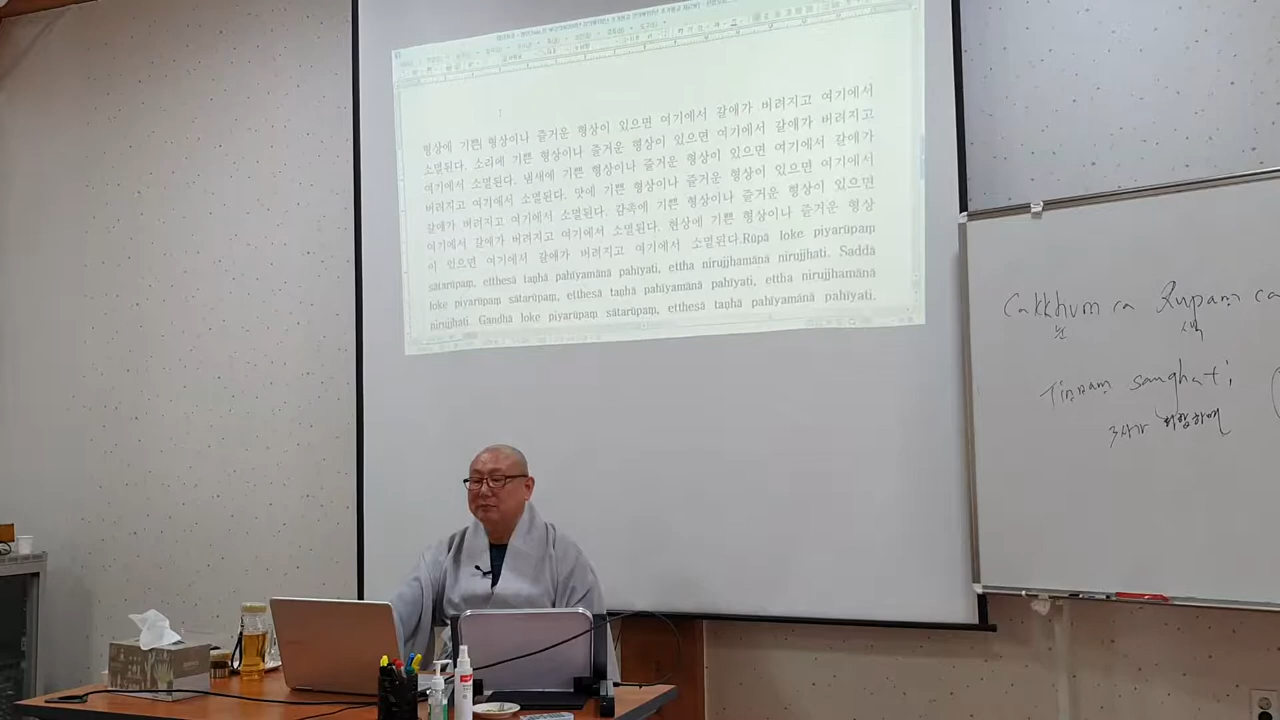 형상에 기쁜 형상이나 즐거운 형상이 있으면 여기에서 갈애가 버려지고 여기에서
소멸된다. 소리에 기쁜 형상이나 즐거운 형상이 있으면 여기에서 갈애가 버려지고
여기에서 소멸된다. 냄새에 기쁜 형상이나 즐거운 형상이 있으면 여기에서 갈애가
버려지고 여기에서 소멸된다. 맛에 기쁜 형상이나 즐거운 형상이 있으면 여기에서
갈애가 버려지고 여기에서 소멸된다. 감촉에 기쁜 형상이나 즐거운 형상이 있으면
여기에서 갈애가 버려지고 여기에서 소멸된다. 현상에 기쁜 형상이나 즐거운 형상
이 있으면 여기에서 갈애가 버려지고 여기에서 소멸된다.Rūpā loke piyarūpaṃ
sātarūpaṃ, etthesā taṇhā pahīyamānā pahīyati, ettha nirujjhamānā nirujjhati. Saddā
loke piyarūpaṃ sātarūpaṃ, etthesā taṇhā pahīyamānā pahīyati, ettha nirujjhamānā
nirujjhati Gandhā loke piyarūpaṃ sātarūpaṃ, etthesā taṇhā pahīyamānā pahīyati.
Cakkhum ca Rupaṃ ca
눈 색
Tiṇṇaṃ sanghati
3사가 화합하며